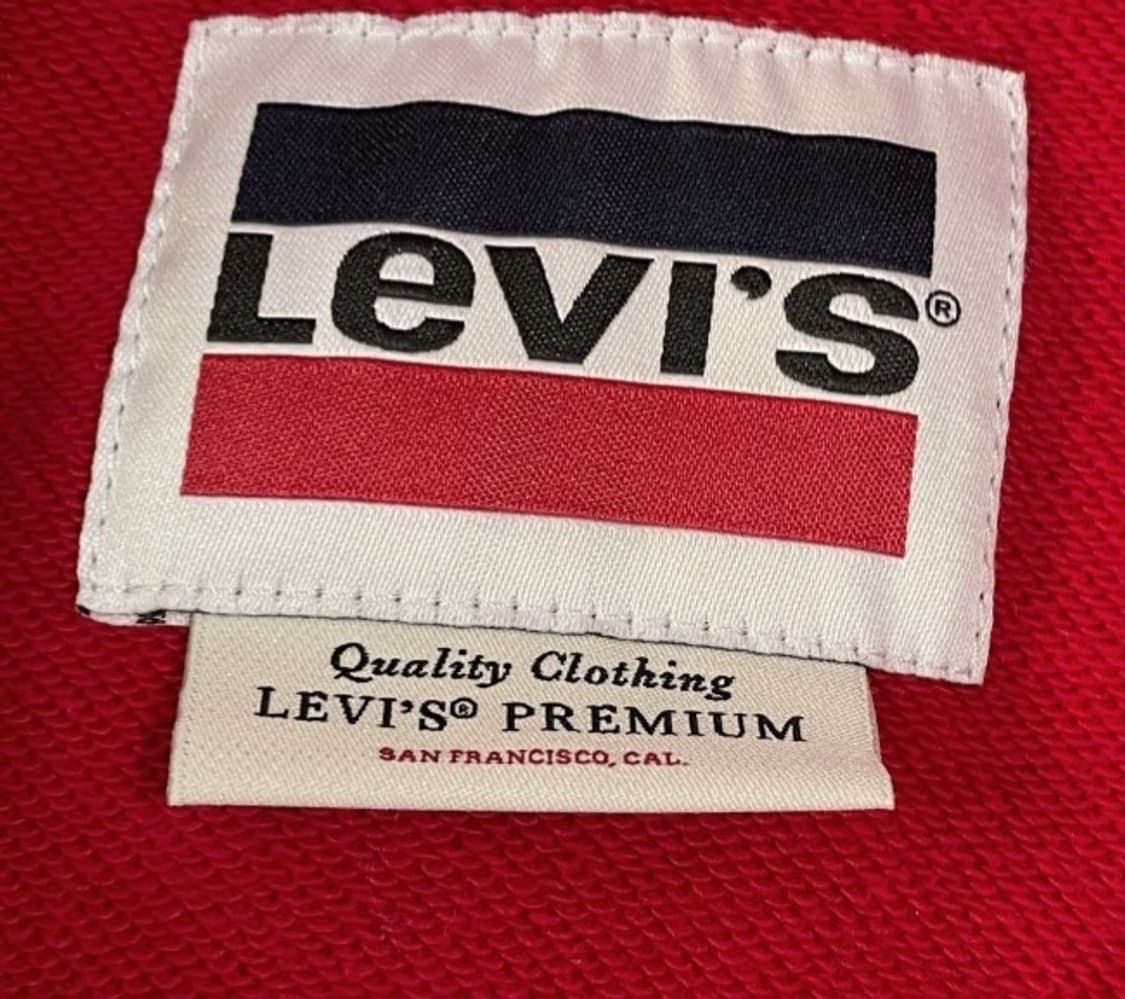 Levi's®
Quality Clothing
LEVI'S® PREMIUM
SAN FRANCISCO, CAL.